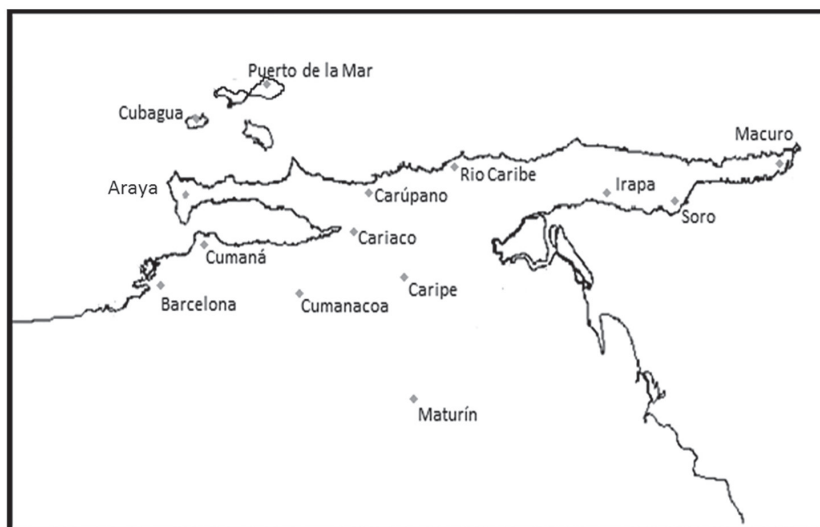 Puerto de la Mar
Cubagua
Macuro
Araya
Carúpano
Rio Caribe
Irapa
Soro
Cariaco
Cumaná
Barcelona
Cumanacoa
Caripe
Maturín